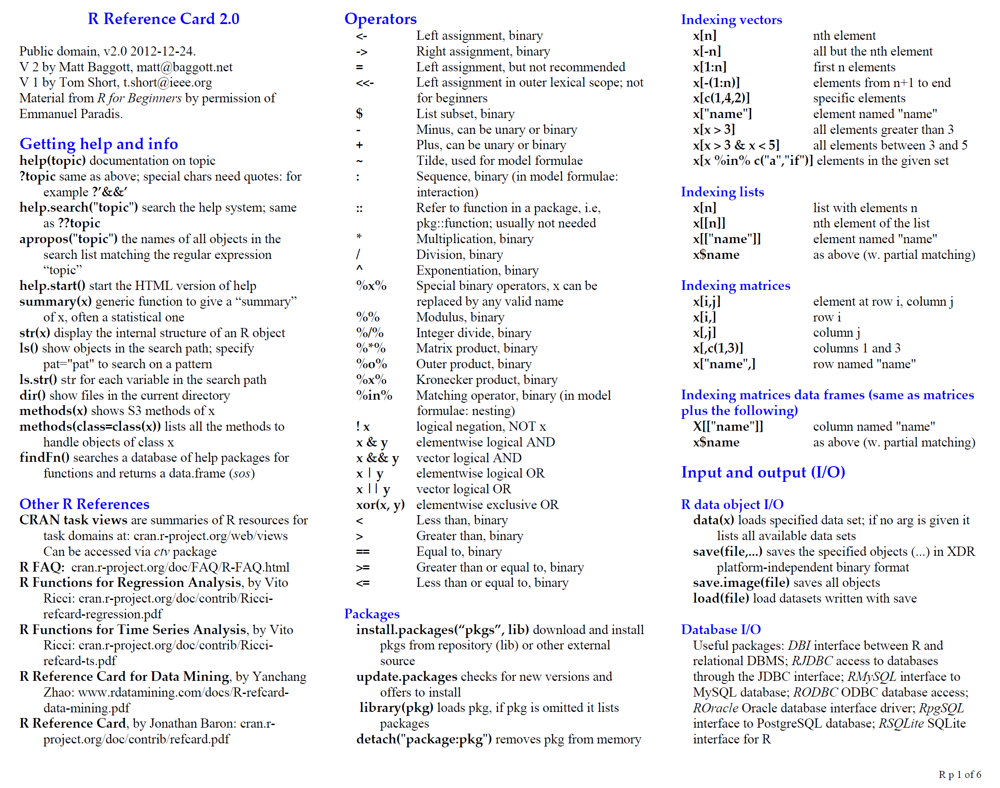 R Reference Card 2.0
Public domain, v2.0 2012-12-24.
V 2 by Matt Baggott, matt@baggott.net
V 1 by Tom Short, t.short@ieee.org
Material from R for Beginners by permission of
Emmanuel Paradis.
Getting help and info
help(topic) documentation on topic
?topic same as above; special chars need quotes: for
example ?’&&’
help.search("topic") search the help system; same
as ??topic
apropos("topic") the names of all objects in the
search list matching the regular expression
“topic”
help.start() start the HTML version of help
summary(x) generic function to give a “summary”
of x, often a statistical one
str(x) display the internal structure of an R object
ls() show objects in the search path; specify
pat="pat" to search on a pattern
ls.str() str for each variable in the search path
dir() show files in the current directory
methods(x) shows S3 methods of x
methods(class=class(x)) lists all the methods to
handle objects of class x
findFn() searches a database of help packages for
functions and returns a data.frame (sos)
Other R References
CRAN task views are summaries of R resources for
task domains at: cran.r-project.org/web/views
Can be accessed via ctv package
R FAQ: cran.r-project.org/doc/FAQ/R-FAQ.html
R Functions for Regression Analysis, by Vito
Ricci: cran.r-project.org/doc/contrib/Ricci-
refcard-regression.pdf
R Functions for Time Series Analysis, by Vito
Ricci: cran.r-project.org/doc/contrib/Ricci-
refcard-ts.pdf
R Reference Card for Data Mining, by Yanchang
Zhao: www.rdatamining.com/docs/R-refcard-
data-mining.pdf
R Reference Card, by Jonathan Baron: cran.r-
project.org/doc/contrib/refcard.pdf
Operators
<- Left assignment, binary
-> Right assignment, binary
= Left assignment, but not recommended
<<- Left assignment in outer lexical scope; not
for beginners
$ List subset, binary
- Minus, can be unary or binary
+ Plus, can be unary or binary
~ Tilde, used for model formulae
: Sequence, binary (in model formulae:
interaction)
:: Refer to function in a package, i.e,
pkg::function; usually not needed
* Multiplication, binary
/ Division, binary
^ Exponentiation, binary
%x% Special binary operators, x can be
replaced by any valid name
%% Modulus, binary
%/% Integer divide, binary
%*% Matrix product, binary
%o% Outer product, binary
%x% Kronecker product, binary
%in% Matching operator, binary (in model
formulae: nesting)
! x logical negation, NOT x
x & y elementwise logical AND
x && y vector logical AND
x | y elementwise logical OR
x || y vector logical OR
xor(x, y) elementwise exclusive OR
< Less than, binary
> Greater than, binary
== Equal to, binary
>= Greater than or equal to, binary
<= Less than or equal to, binary
Packages
install.packages(“pkgs”, lib) download and install
pkgs from repository (lib) or other external
source
update.packages checks for new versions and
offers to install
library(pkg) loads pkg, if pkg is omitted it lists
packages
detach("package:pkg") removes pkg from memory
Indexing vectors
x[n] nth element
x[-n] all but the nth element
x[1:n] first n elements
x[-(1:n)] elements from n+1 to end
x[c(1,4,2)] specific elements
x["name"] element named "name"
x[x > 3] all elements greater than 3
x[x > 3 & x < 5] all elements between 3 and 5
x[x %in% c("a","if")] elements in the given set
Indexing lists
x[n] list with elements n
x[[n]] nth element of the list
x[["name"]] element named "name"
x$name as above (w. partial matching)
Indexing matrices
x[i,j] element at row i, column j
x[i,] row i
x[,j] column j
x[,c(1,3)] columns 1 and 3
x["name",] row named "name"
Indexing matrices data frames (same as matrices
plus the following)
X[["name"]] column named "name"
x$name as above (w. partial matching)
Input and output (I/O)
R data object I/O
data(x) loads specified data set; if no arg is given it
lists all available data sets
save(file,...) saves the specified objects (...) in XDR
platform-independent binary format
save.image(file) saves all objects
load(file) load datasets written with save
Database I/O
Useful packages: DBI interface between R and
relational DBMS; RJDBC access to databases
through the JDBC interface; RMySQL interface to
MySQL database; RODBC ODBC database access;
ROracle Oracle database interface driver; RpgSQL
interface to PostgreSQL database; RSQLite SQLite
interface for R
R p 1 of 6